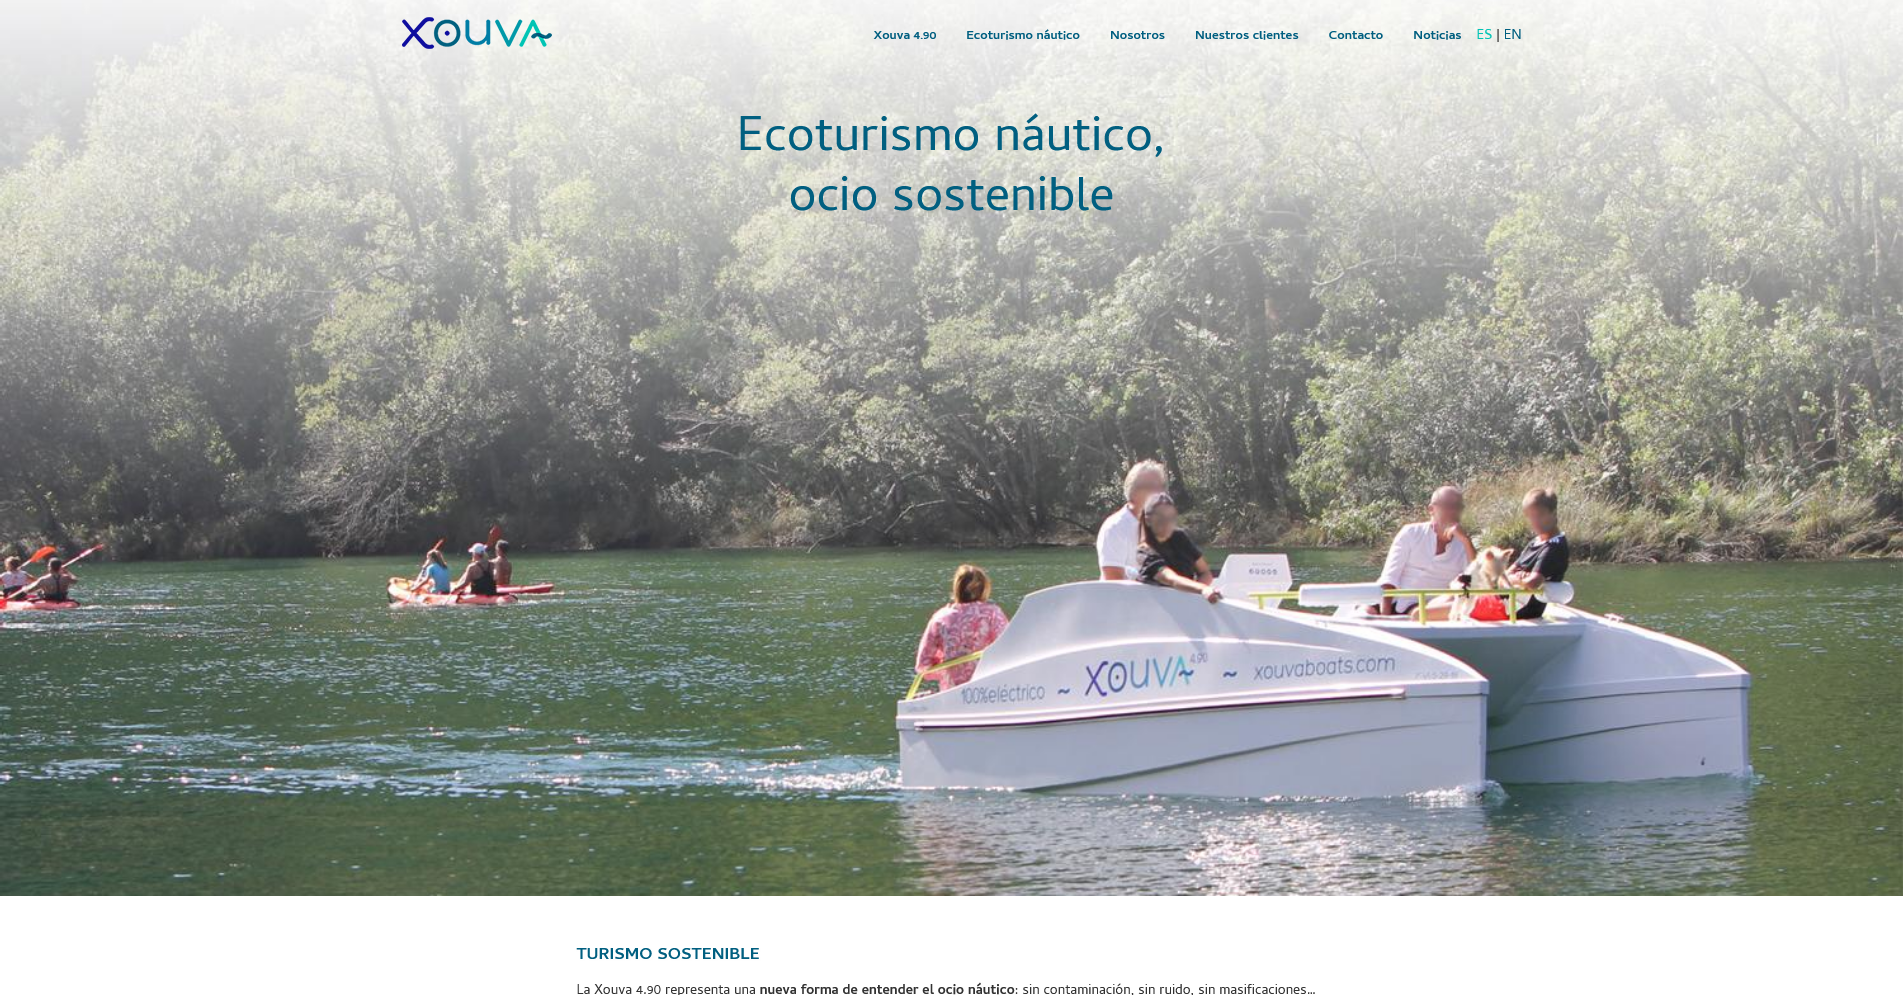 XOUVA
Xouva 4.90 Ecoturismo náutico Nosotros Nuestros clientes Contacto Noticias ES | EN
Ecoturismo náutico,
ocio sostenible
100%eléctrico ~ XOUVA 4.90 ~ xouvaboats.com
TURISMO SOSTENIBLE
La Xouva 4.90 representa una nueva forma de entender el ocio náutico: sin contaminación, sin ruido, sin masificaciones...